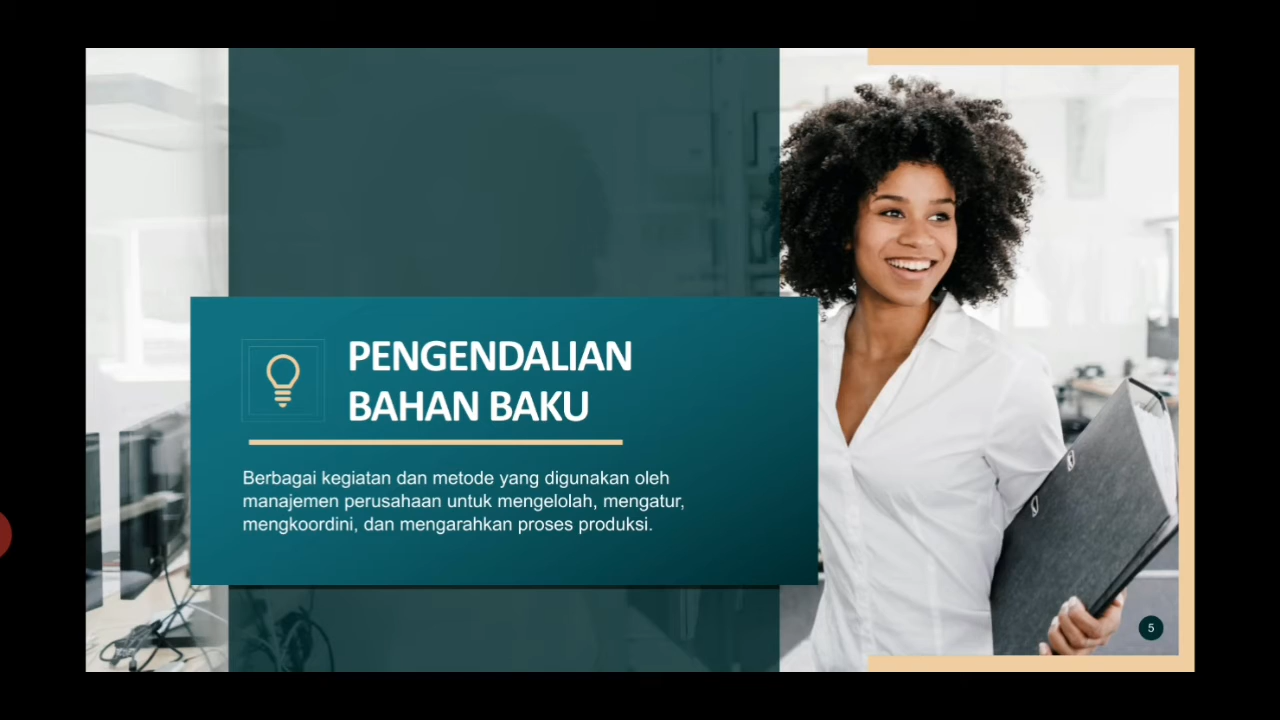 PENGENDALIAN
BAHAN BAKU
Berbagai kegiatan dan metode yang digunakan oleh
manajemen perusahaan untuk mengelolah, mengatur,
mengkoordini, dan mengarahkan proses produksi.
5